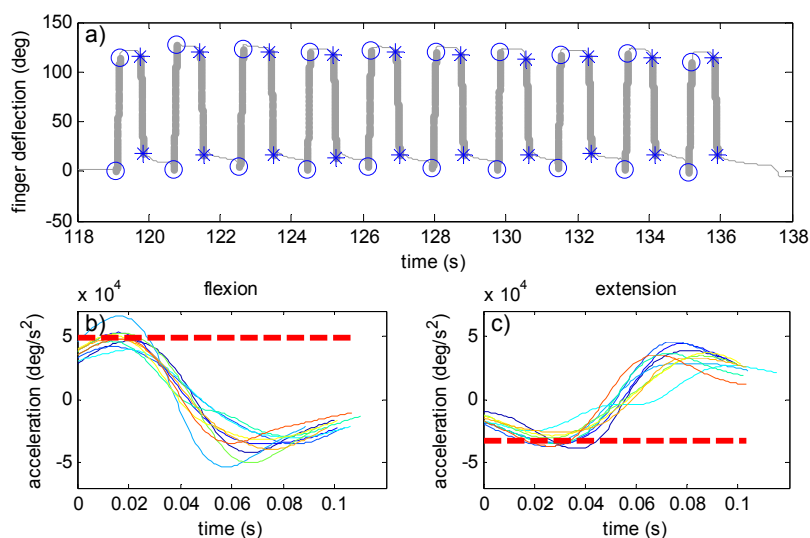 a)
finger deflection (deg)
150
100
50
0
-50
118 120 122 124 126 128 130 132 134 136 138
time (s)
x 10^4
flexion
b)
acceleration (deg/s^2)
5
0
-5
0 0.02 0.04 0.06 0.08 0.1
time (s)
x 10^4
extension
c)
acceleration (deg/s^2)
5
0
-5
0 0.02 0.04 0.06 0.08 0.1
time (s)